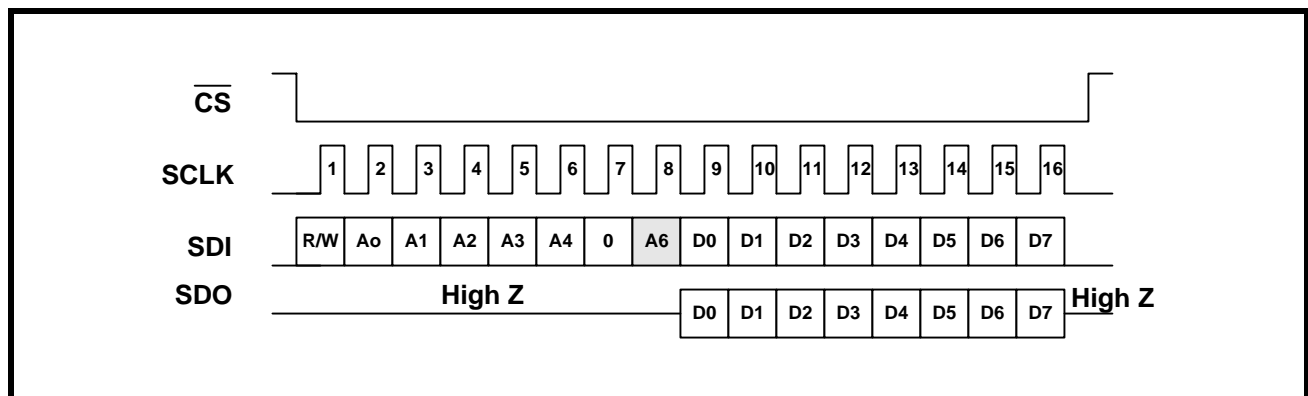 CS
SCLK 1 2 3 4 5 6 7 8 9 10 11 12 13 14 15 16
SDI R/W Ao A1 A2 A3 A4 0 A6 D0 D1 D2 D3 D4 D5 D6 D7
SDO High Z D0 D1 D2 D3 D4 D5 D6 D7 High Z